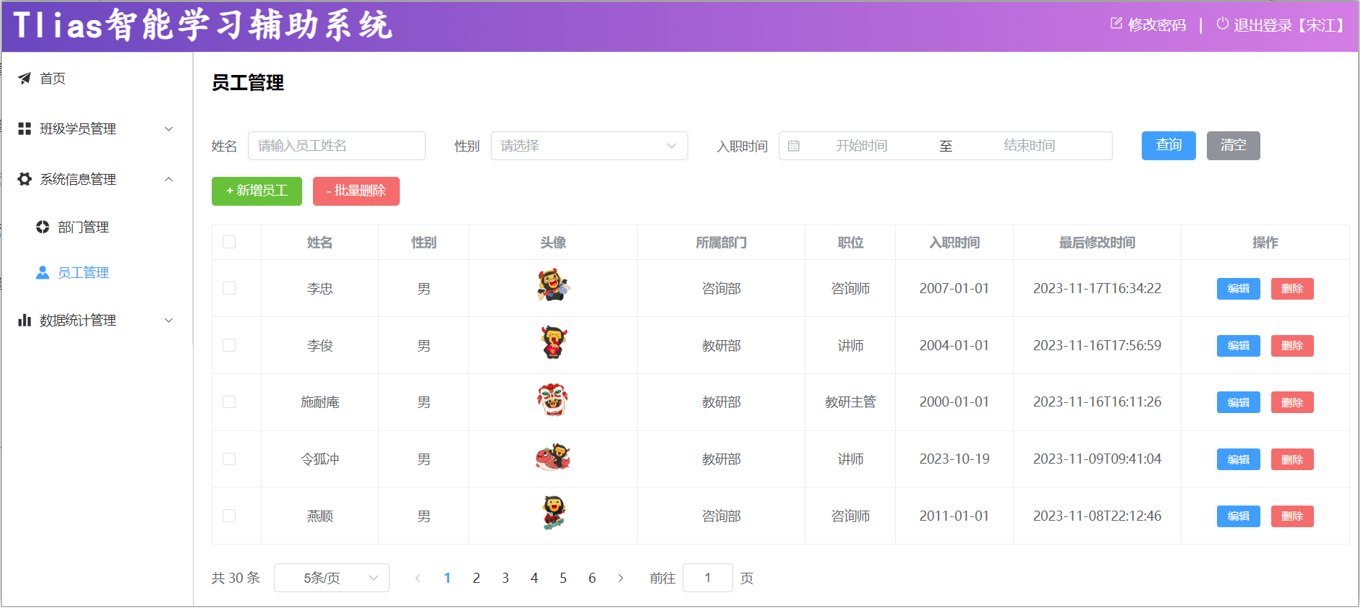 Tlias智能学习辅助系统 修改密码 | 退出登录【宋江】
首页
班级学员管理
系统信息管理
部门管理
员工管理
数据统计管理
员工管理
姓名 请输入员工姓名 性别 请选择 入职时间 开始时间 至 结束时间 查询 清空
+ 新增员工 - 批量删除
姓名 性别 头像 所属部门 职位 入职时间 最后修改时间 操作
李忠 男 咨询部 咨询师 2007-01-01 2023-11-17T16:34:22 编辑 删除
李俊 男 教研部 讲师 2004-01-01 2023-11-16T17:56:59 编辑 删除
施耐庵 男 教研部 教研主管 2000-01-01 2023-11-16T16:11:26 编辑 删除
令狐冲 男 教研部 讲师 2023-10-19 2023-11-09T09:41:04 编辑 删除
燕顺 男 咨询部 咨询师 2011-01-01 2023-11-08T22:12:46 编辑 删除
共 30 条 5条/页 1 2 3 4 5 6 前往 1 页